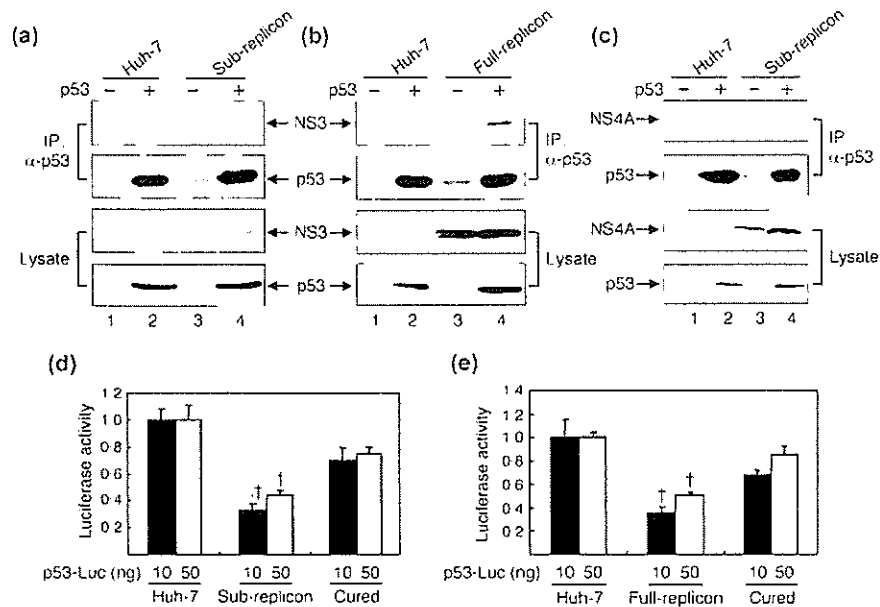 (a) (b) (c)
Huh-7 Sub-replicon Huh-7 Full-replicon Huh-7 Sub-replicon
p53 − + − + p53 − + − + p53 − + − +
IP, α-p53 NS3 IP, α-p53 NS4A IP α-p53
p53 p53
Lysate NS3 Lysate NS4A Lysate
p53 p53
1 2 3 4 1 2 3 4 1 2 3 4
(d)
Luciferase activity
1·2
1·0
0·8
0·6
0·4
0·2
† †
p53-Luc (ng) 10 50 10 50 10 50
Huh-7 Sub-replicon Cured
(e)
Luciferase activity
1·4
1·2
1·0
0·8
0·6
0·4
0·2
† †
p53-Luc (ng) 10 50 10 50 10 50
Huh-7 Full-replicon Cured